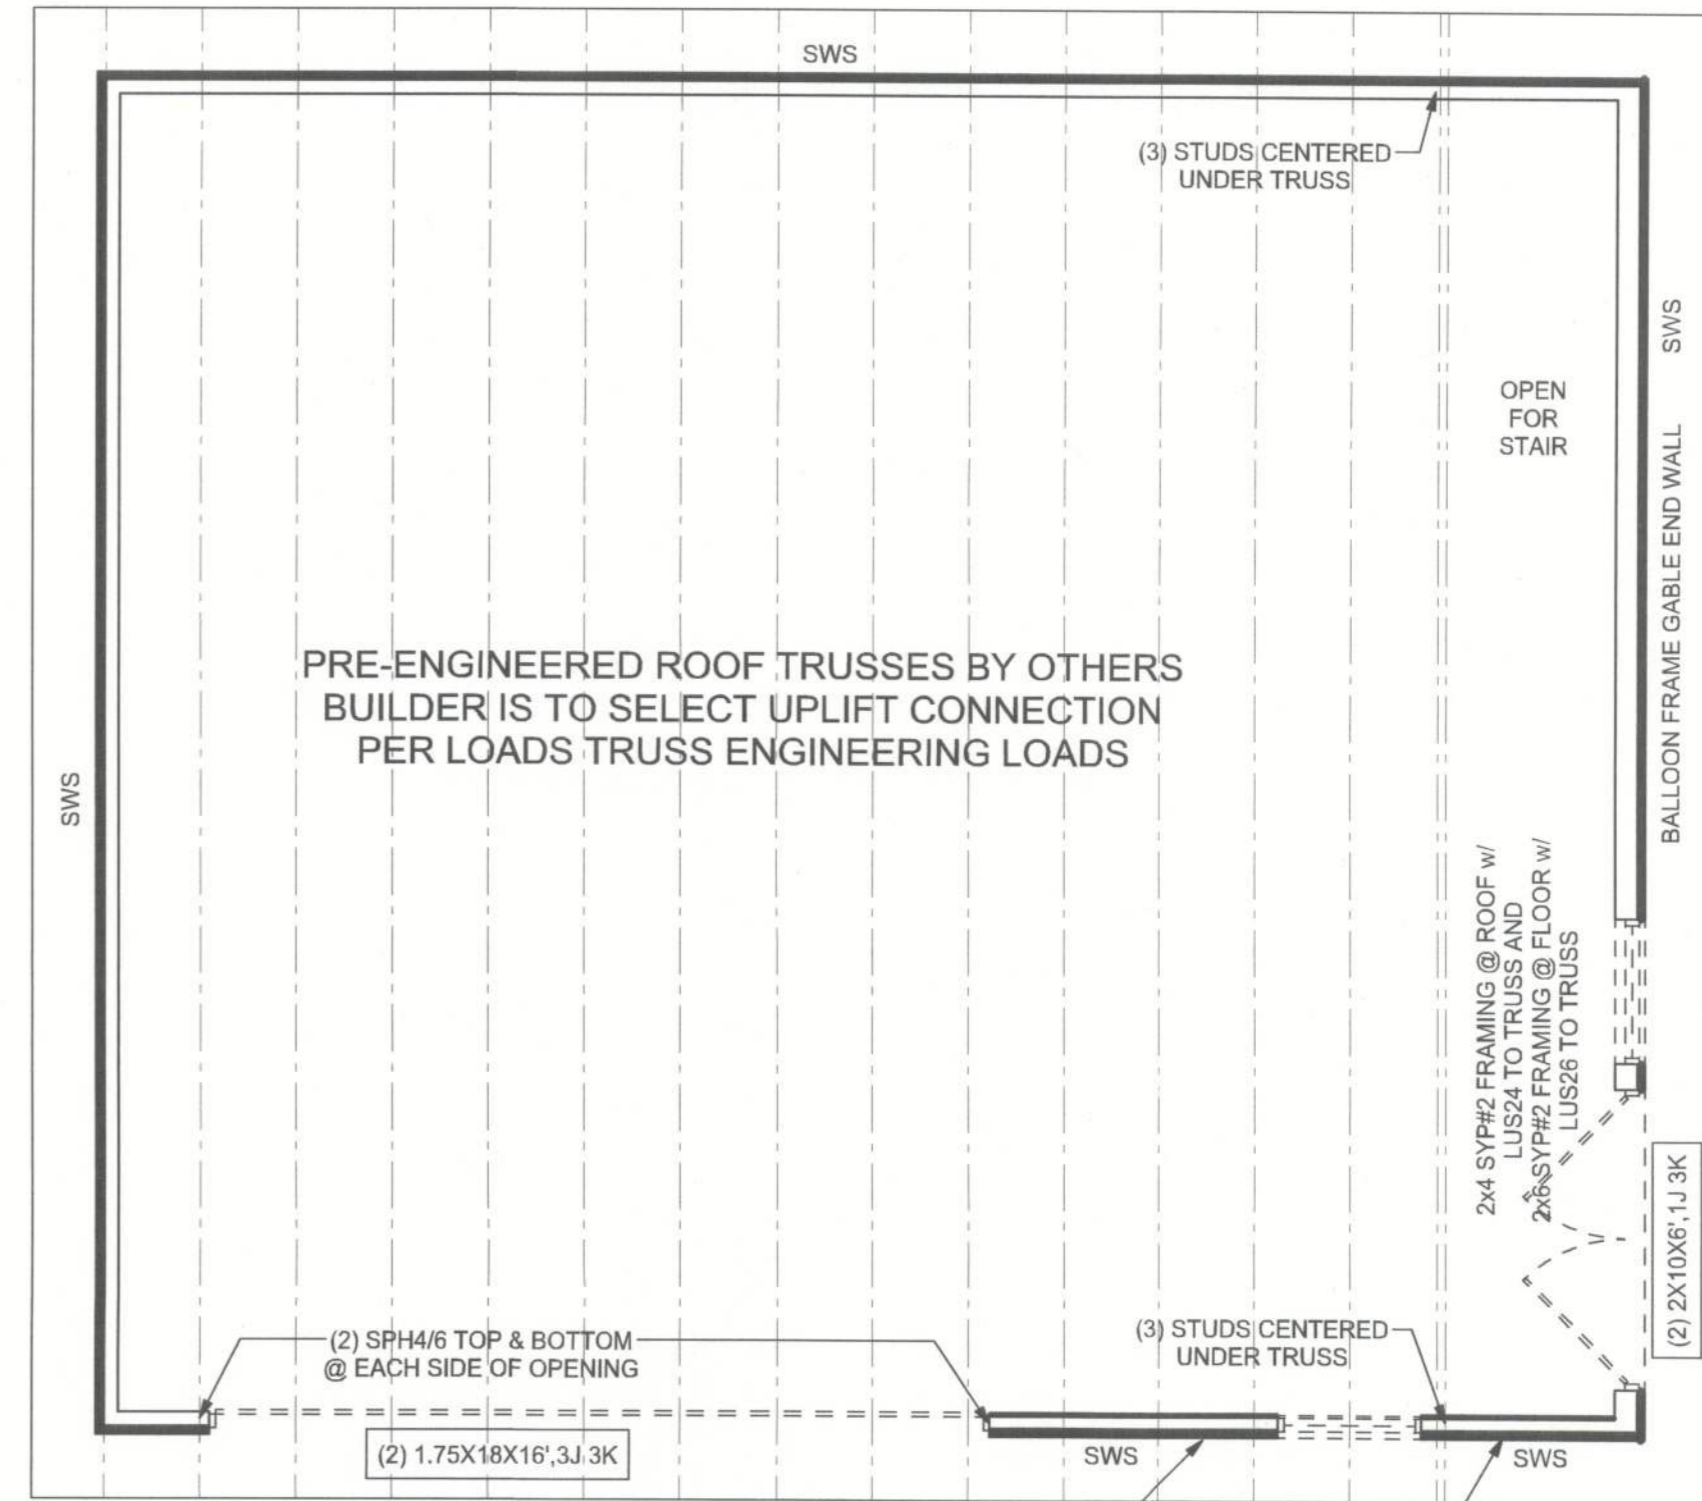 SWS
(3) STUDS CENTERED
UNDER TRUSS
SWS
BALLOON FRAME GABLE END WALL
OPEN
FOR
STAIR
PRE-ENGINEERED ROOF TRUSSES BY OTHERS
BUILDER IS TO SELECT UPLIFT CONNECTION
PER LOADS TRUSS ENGINEERING LOADS
SWS
2x4 SYP#2 FRAMING @ ROOF w/
LUS24 TO TRUSS AND
2x6 SYP#2 FRAMING @ FLOOR w/
LUS26 TO TRUSS
(2) 2X10X6',1J 3K
(2) SPH4/6 TOP & BOTTOM
@ EACH SIDE OF OPENING
(3) STUDS CENTERED
UNDER TRUSS
(2) 1.75X18X16',3J 3K
SWS
SWS